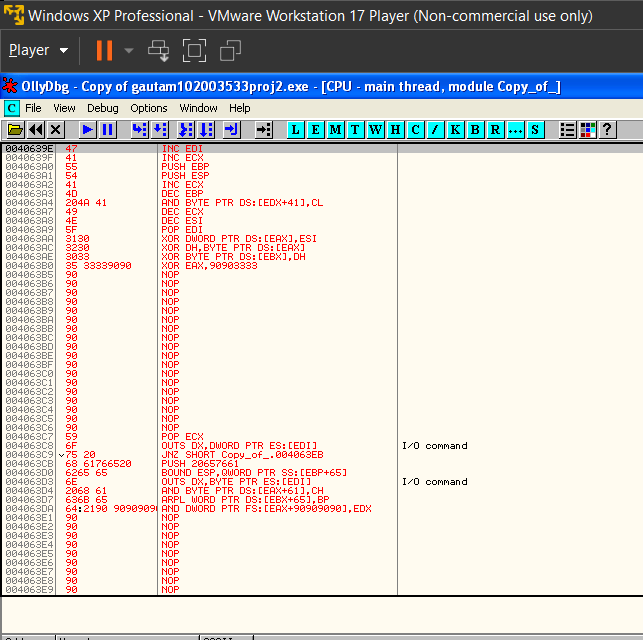 Windows XP Professional - VMware Workstation 17 Player (Non-commercial use only)
Player
OllyDbg - Copy of gautam102003533proj2.exe - [CPU - main thread, module Copy_of_]
C File View Debug Options Window Help
L E M T W H C / K B R ... S ?
0040639E 47 INC EDI
0040639F 41 INC ECX
004063A0 55 PUSH EBP
004063A1 54 PUSH ESP
004063A2 41 INC ECX
004063A3 4D DEC EBP
004063A4 204A 41 AND BYTE PTR DS:[EDX+41],CL
004063A7 49 DEC ECX
004063A8 4E DEC ESI
004063A9 5F POP EDI
004063AA 3130 XOR DWORD PTR DS:[EAX],ESI
004063AC 3230 XOR DH,BYTE PTR DS:[EAX]
004063AE 3033 XOR BYTE PTR DS:[EBX],DH
004063B0 35 33339090 XOR EAX,90903333
004063B5 90 NOP
004063B6 90 NOP
004063B7 90 NOP
004063B8 90 NOP
004063B9 90 NOP
004063BA 90 NOP
004063BB 90 NOP
004063BC 90 NOP
004063BD 90 NOP
004063BE 90 NOP
004063BF 90 NOP
004063C0 90 NOP
004063C1 90 NOP
004063C2 90 NOP
004063C3 90 NOP
004063C4 90 NOP
004063C5 90 NOP
004063C6 90 NOP
004063C7 59 POP ECX
004063C8 6F OUTS DX,DWORD PTR ES:[EDI] I/O command
004063C9 75 20 JNZ SHORT Copy_of_.004063EB
004063CB 68 61766520 PUSH 20657661
004063D0 6265 65 BOUND ESP,QWORD PTR SS:[EBP+65]
004063D3 6E OUTS DX,BYTE PTR ES:[EDI] I/O command
004063D4 2068 61 AND BYTE PTR DS:[EAX+61],CH
004063D7 636B 65 ARPL WORD PTR DS:[EBX+65],BP
004063DA 64:2190 9090909( AND DWORD PTR FS:[EAX+90909090],EDX
004063E1 90 NOP
004063E2 90 NOP
004063E3 90 NOP
004063E4 90 NOP
004063E5 90 NOP
004063E6 90 NOP
004063E7 90 NOP
004063E8 90 NOP
004063E9 90 NOP